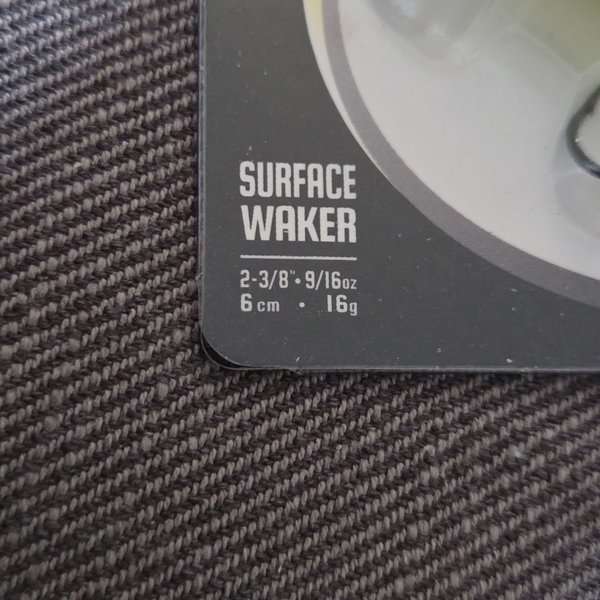 SURFACE
WAKER
2-3/8"•9/16oz
6cm • 16g